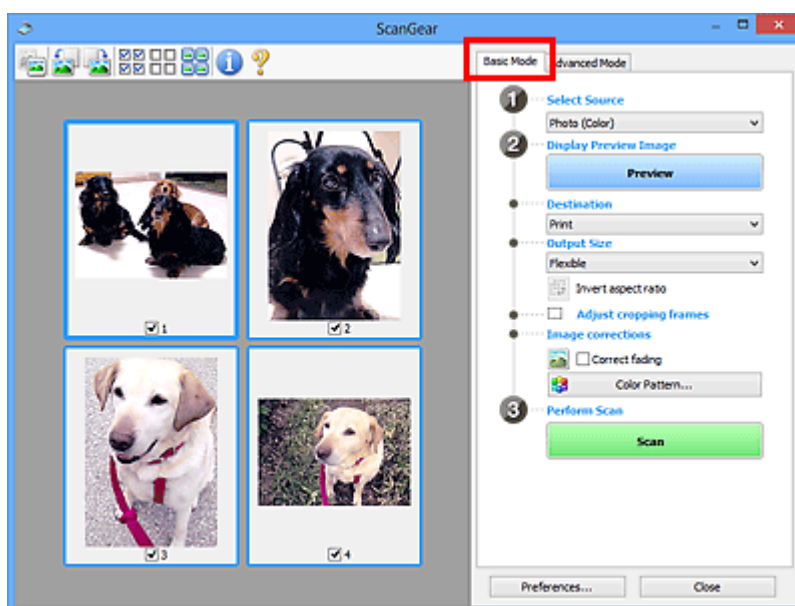 ScanGear
Basic Mode
Advanced Mode
1
Select Source
Photo (Color)
2
Display Preview Image
Preview
Destination
Print
Output Size
Flexible
Invert aspect ratio
Adjust cropping frames
Image corrections
Correct fading
Color Pattern...
3
Perform Scan
Scan
1
2
3
4
Preferences...
Close